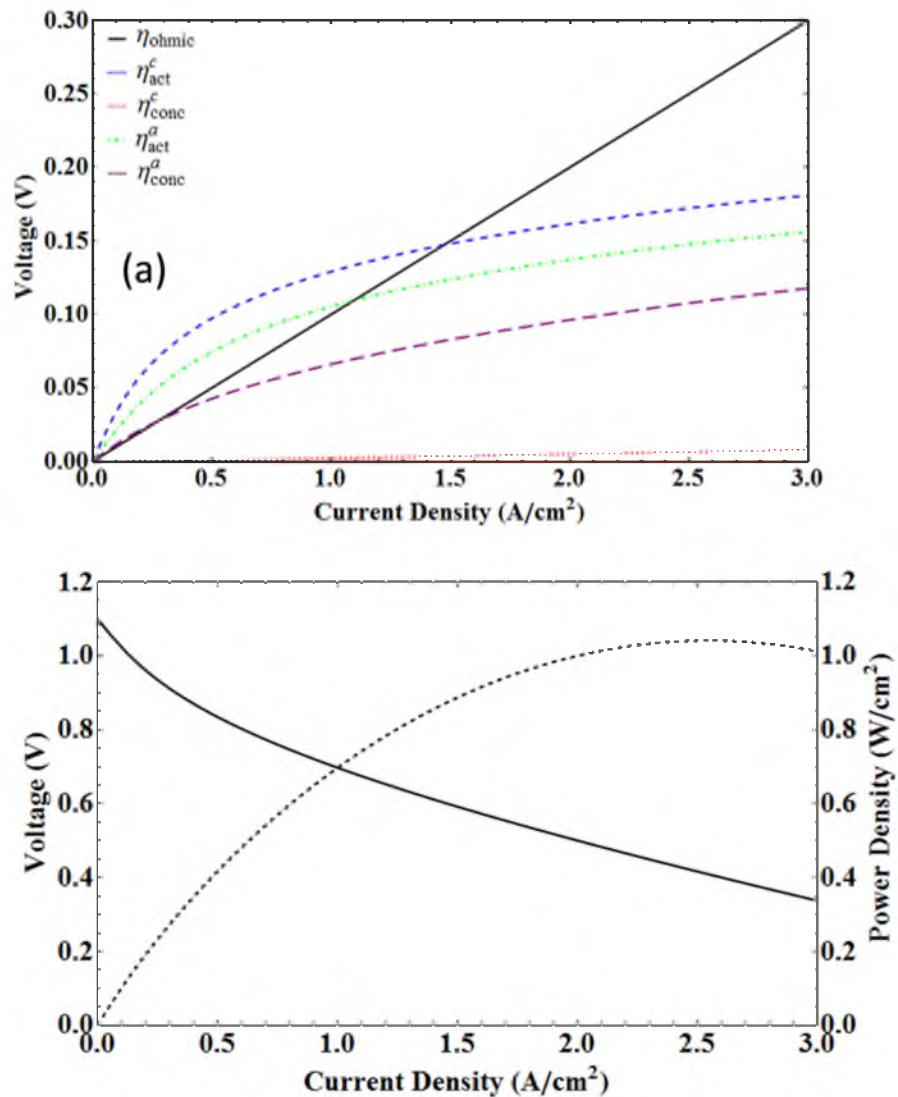 0.30
η_ohmic
η^c_act
η^c_conc
η^a_act
η^a_conc
0.25
0.20
0.15
0.10
0.05
0.00
Voltage (V)
(a)
0.0 0.5 1.0 1.5 2.0 2.5 3.0
Current Density (A/cm²)
1.2 1.2
1.0 1.0
0.8 0.8
0.6 0.6
0.4 0.4
0.2 0.2
0.0 0.0
Voltage (V)
Power Density (W/cm²)
0.0 0.5 1.0 1.5 2.0 2.5 3.0
Current Density (A/cm²)